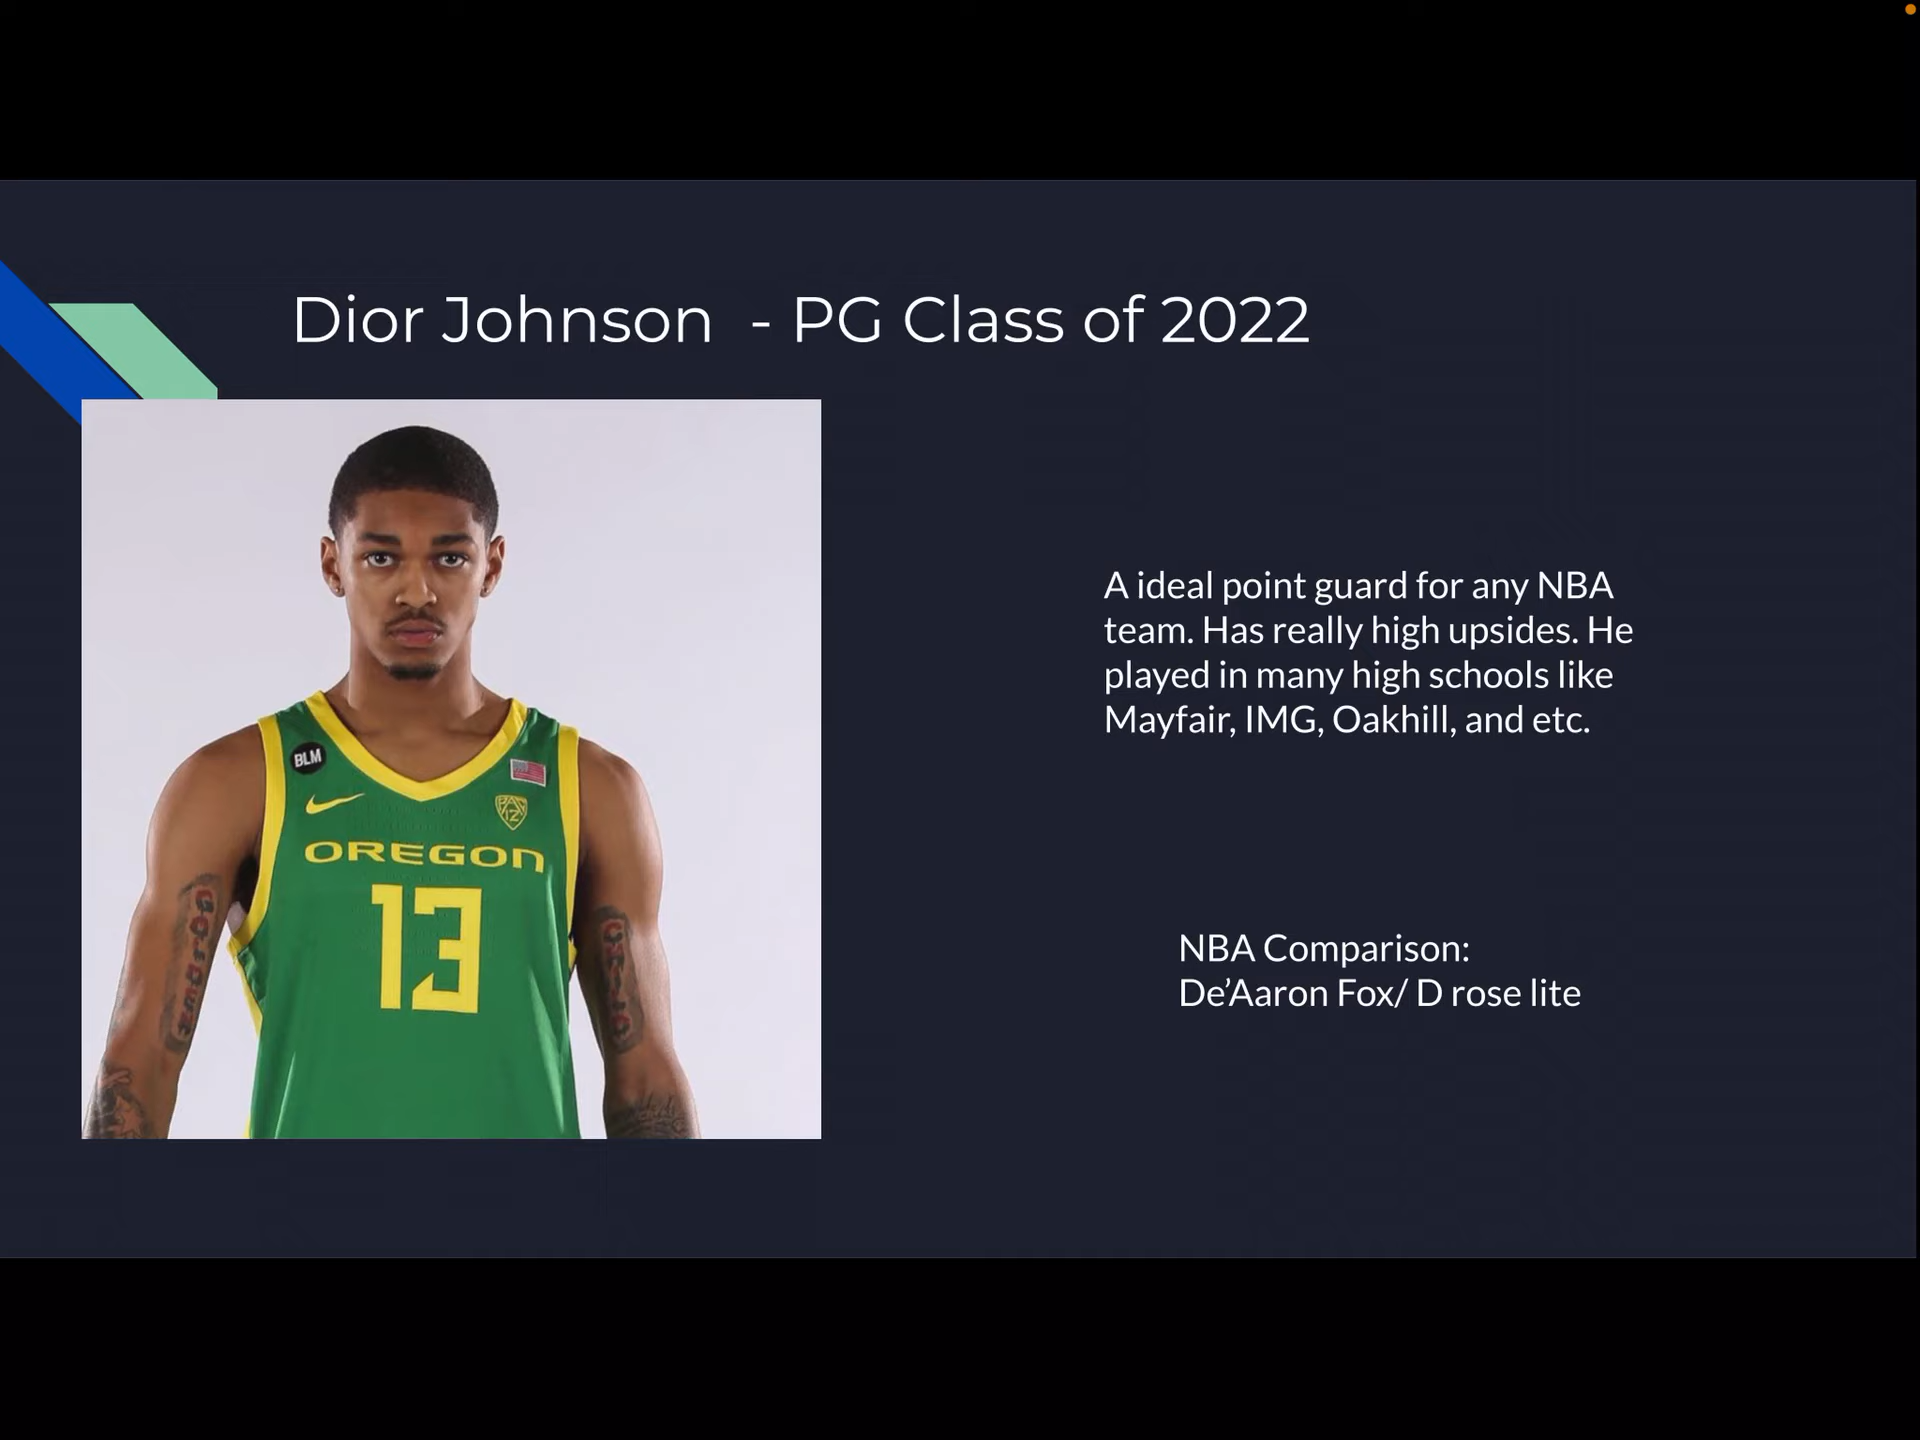 Dior Johnson - PG Class of 2022
BLM
PAC
12
OREGON
13
A ideal point guard for any NBA
team. Has really high upsides. He
played in many high schools like
Mayfair, IMG, Oakhill, and etc.
NBA Comparison:
De’Aaron Fox/ D rose lite